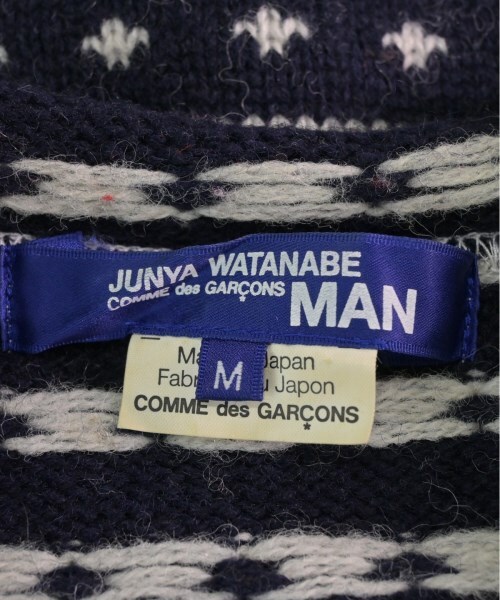 JUNYA WATANABE
COMME des GARÇONS
MAN
M
Japan
Japon
COMME des GARÇONS